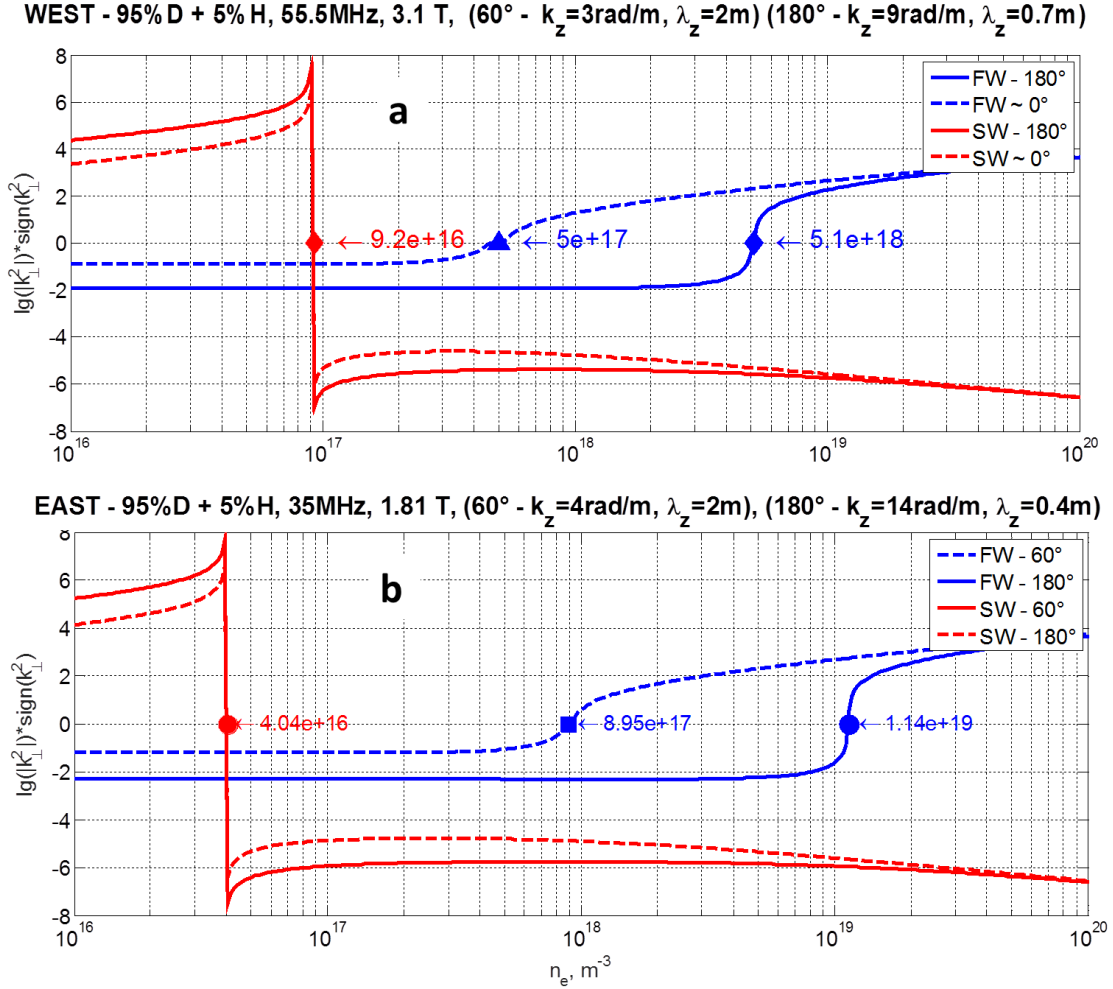 WEST - 95%D + 5%H, 55.5MHz, 3.1 T, (60° - k_z=3rad/m, λ_z=2m) (180° - k_z=9rad/m, λ_z=0.7m)
8
6
4
2
0
-2
-4
-6
-8
lg(|k_⊥^2|)*sign(k_⊥^2)
a
FW - 180°
FW ~ 0°
SW - 180°
SW ~ 0°
← 9.2e+16
← 5e+17
← 5.1e+18
10^16
10^17
10^18
10^19
10^20
EAST - 95%D + 5%H, 35MHz, 1.81 T, (60° - k_z=4rad/m, λ_z=2m), (180° - k_z=14rad/m, λ_z=0.4m)
8
6
4
2
0
-2
-4
-6
-8
lg(|k_⊥^2|)*sign(k_⊥^2)
b
FW - 60°
FW - 180°
SW - 60°
SW - 180°
←4.04e+16
←8.95e+17
←1.14e+19
10^16
10^17
10^18
10^19
10^20
n_e, m^-3